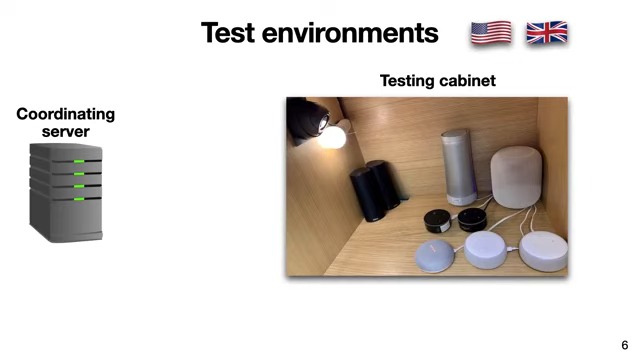 Test environments
Testing cabinet
Coordinating
server
6